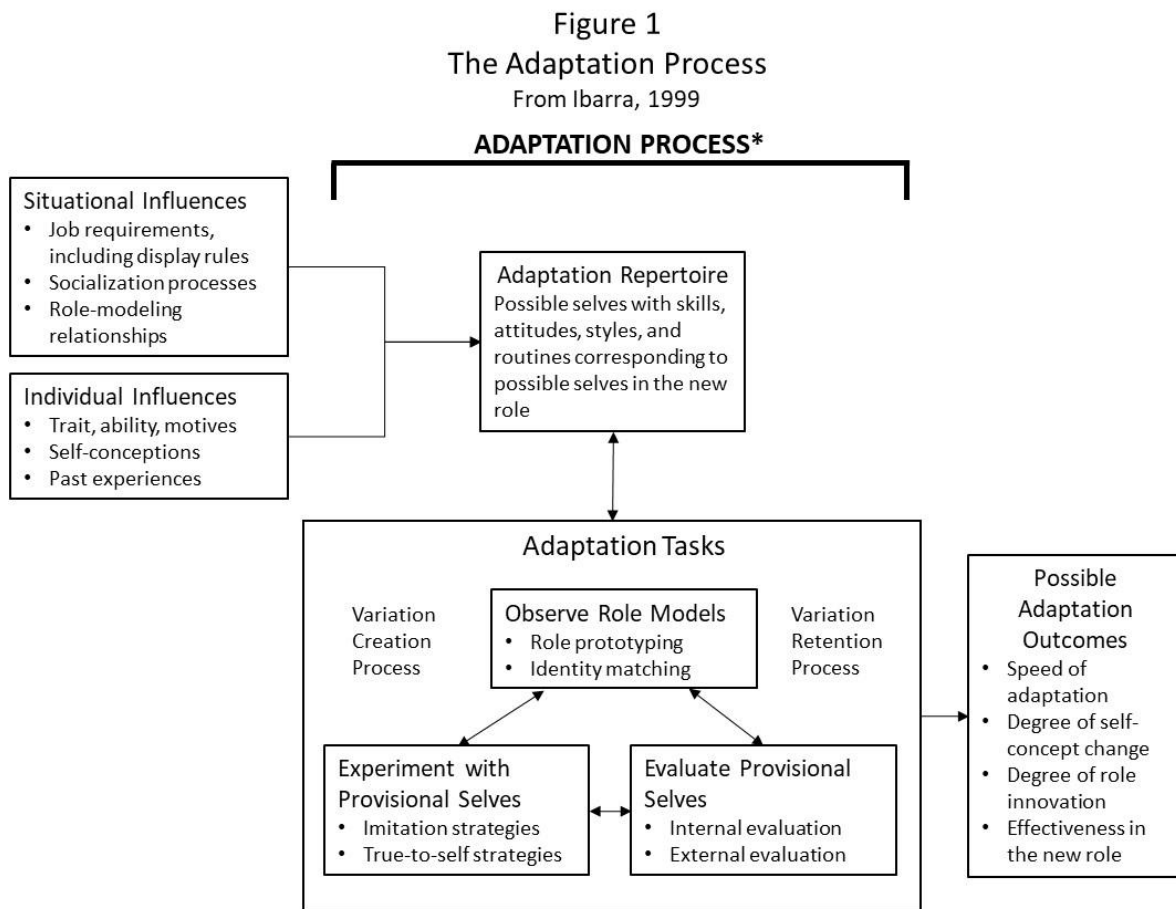 Figure 1
The Adaptation Process
From Ibarra, 1999
ADAPTATION PROCESS*
Situational Influences
• Job requirements,
including display rules
• Socialization processes
• Role-modeling
relationships
Individual Influences
• Trait, ability, motives
• Self-conceptions
• Past experiences
Adaptation Repertoire
Possible selves with skills,
attitudes, styles, and
routines corresponding to
possible selves in the new
role
Adaptation Tasks
Variation
Creation
Process
Observe Role Models
• Role prototyping
• Identity matching
Variation
Retention
Process
Experiment with
Provisional Selves
• Imitation strategies
• True-to-self strategies
Evaluate Provisional
Selves
• Internal evaluation
• External evaluation
Possible
Adaptation
Outcomes
• Speed of
adaptation
• Degree of self-
concept change
• Degree of role
innovation
• Effectiveness in
the new role